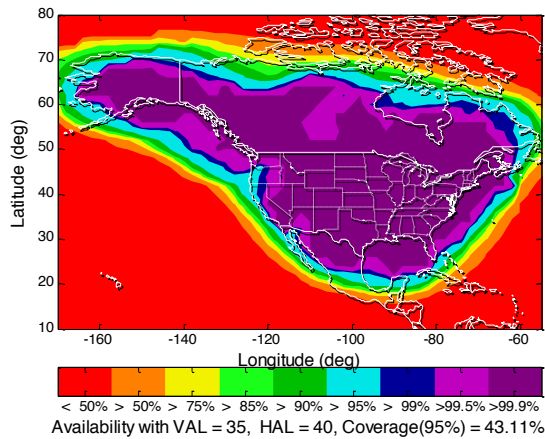 80
70
60
50
40
30
20
10
Latitude (deg)
-160 -140 -120 -100 -80 -60
Longitude (deg)
< 50% > 50% > 75% > 85% > 90% > 95% > 99% >99.5% >99.9%
Availability with VAL = 35, HAL = 40, Coverage(95%) = 43.11%